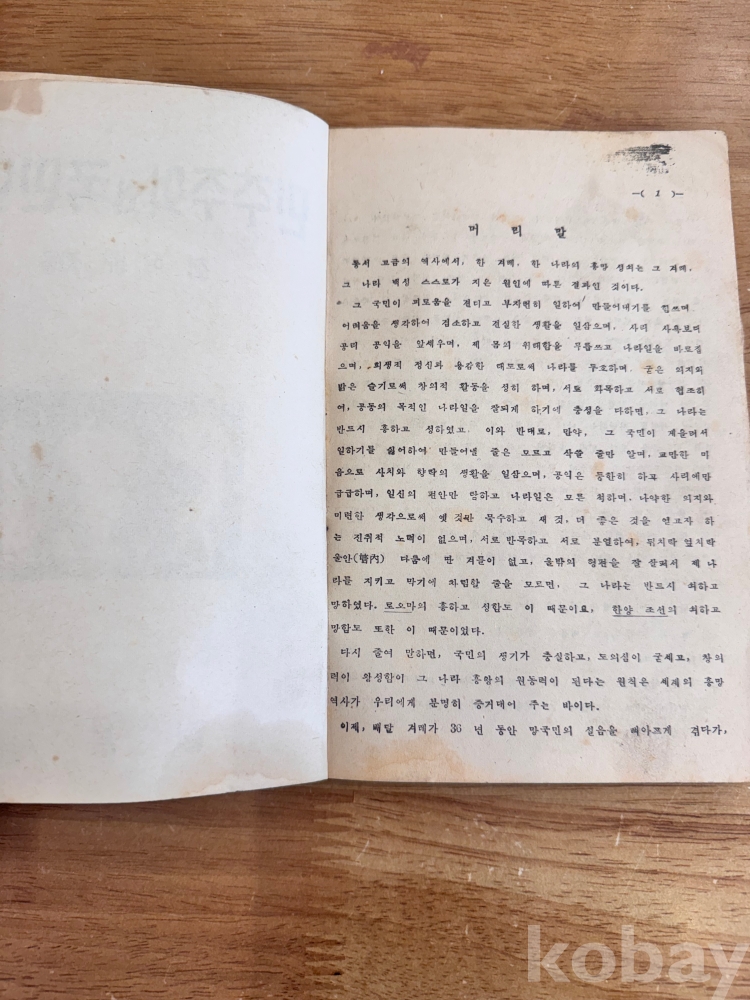 —( 1 )—
머 리 말
동서 고금의 역사에서, 한 겨레, 한 나라의 흥망 성쇠는 그 겨레,
그 나라 백성 스스로가 지은 원인에 따른 결과인 것이다.
그 국민이 괴로움을 견디고 부지런히 일하여 만들어내기를 힘쓰며
어려움을 생각하여 검소하고 진실한 생활을 일삼으며, 사리 사욕보다
공리 공익을 앞세우며, 제 몸의 위태함을 무릅쓰고 나라일을 바로잡
으며, 희생적 정신과 용감한 태도로써 나라를 두호하며, 굳은 의지와
밝은 슬기로써 창의적 활동을 성히 하며, 서로 화목하고 서로 협조하
여, 공동의 목적인 나라일을 잘되게 하기에 충성을 다하면, 그 나라는
반드시 흥하고 성하였고, 이와 반대로, 만약, 그 국민이 게을러서
일하기를 싫어하여 만들어낼 줄은 모르고 삭쓸 줄만 알며, 교만한 마
음으로 사치와 향락의 생활을 일삼으며, 공익은 등한히 하고 사리에만
급급하며, 일신의 편안만 탐하고 나라일은 모른 척하며, 나약한 의지와
미련한 생각으로써 옛 것만 묵수하고 새 것, 더 좋은 것을 얻고자 하
는 진취적 노력이 없으며, 서로 반목하고 서로 분열하여, 뒤치락 엎치락
울안(墻內) 다툼에 딴 겨를이 없고, 울밖의 형편을 잘 살펴서 제 나
라를 지키고 막기에 차림할 줄을 모르면, 그 나라는 반드시 쇠하고
망하였다. 로오마의 흥하고 성함도 이 때문이요, 한양 조선의 쇠하고
망함도 또한 이 때문이었다.
다시 줄여 말하면, 국민의 생기가 충실하고, 도의심이 굳세고, 창의
력이 왕성함이 그 나라 흥왕의 원동력이 된다는 원칙은 세계의 흥망
역사가 우리에게 분명히 증거대어 주는 바이다.
이제, 배달 겨레가 36 년 동안 망국민의 설움을 뼈아프게 겪다가,
kobay